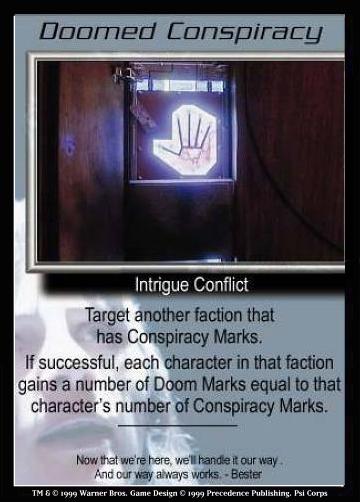 Doomed Conspiracy
Intrigue Conflict
Target another faction that
has Conspiracy Marks.
If successful, each character in that faction
gains a number of Doom Marks equal to that
character's number of Conspiracy Marks.
Now that we're here, we'll handle it our way .
And our way always works. - Bester
TM & © 1999 Warner Bros. Game Design © 1999 Precedence Publishing. Psi Corps